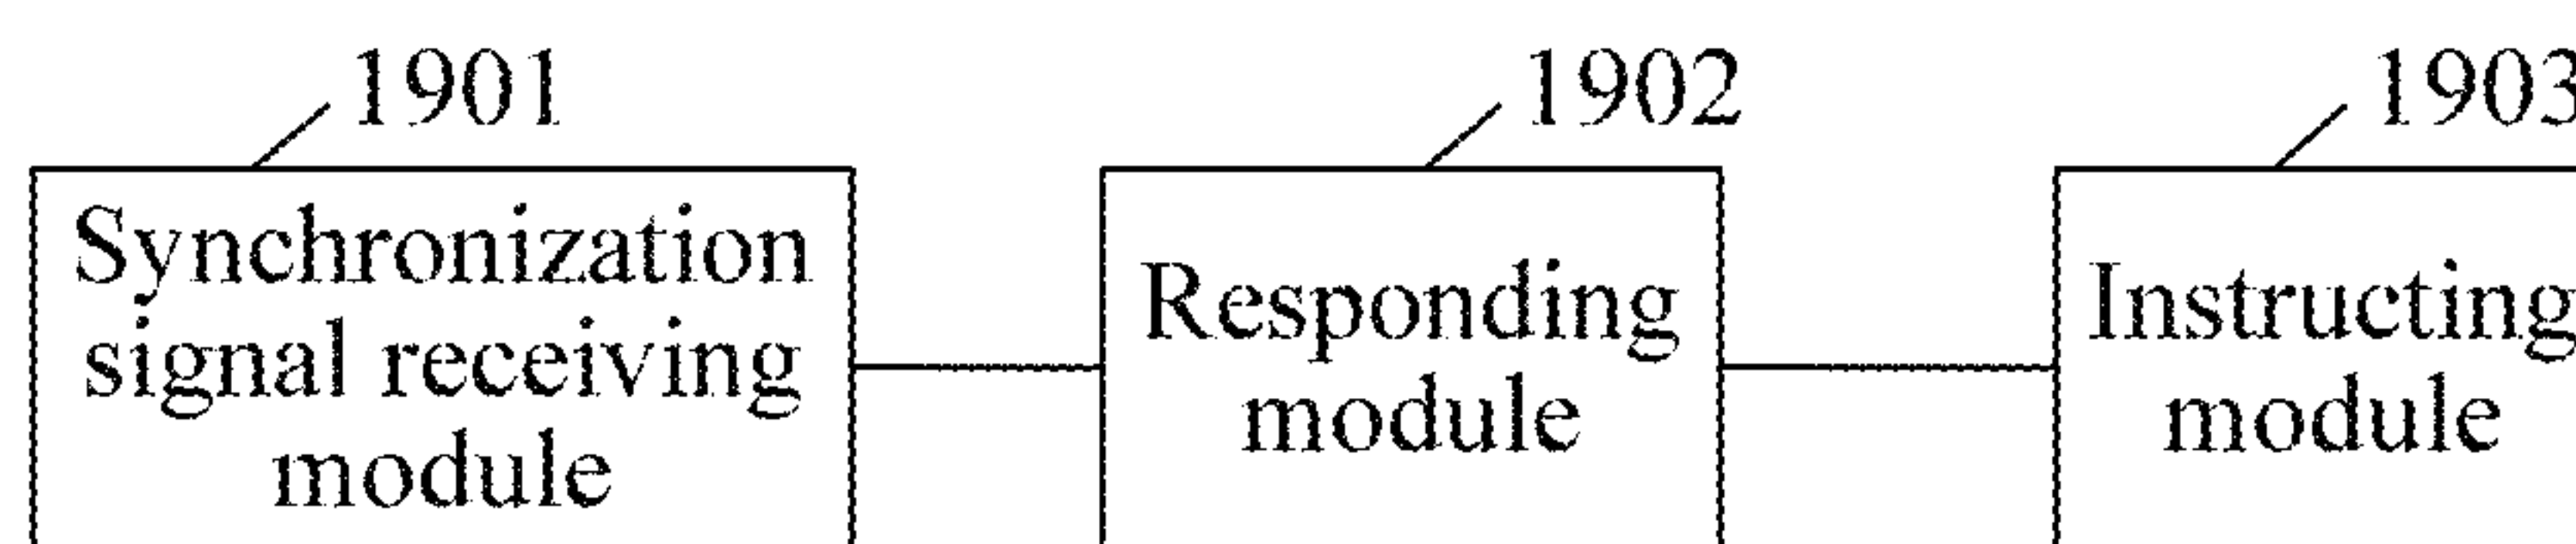 1901
Synchronization
signal receiving
module
1902
Responding
module
1903
Instructing
module